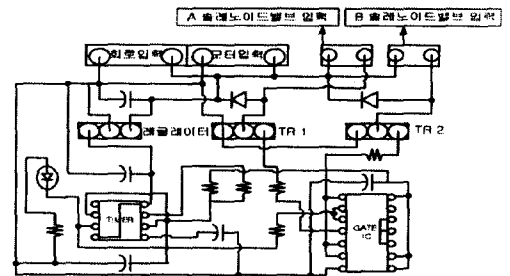 A 솔레노이드밸브 입력
B 솔레노이드밸브 입력
회로입력
모터입력
레귤레이터
TR 1
TR 2
TIMER
GATE
IC